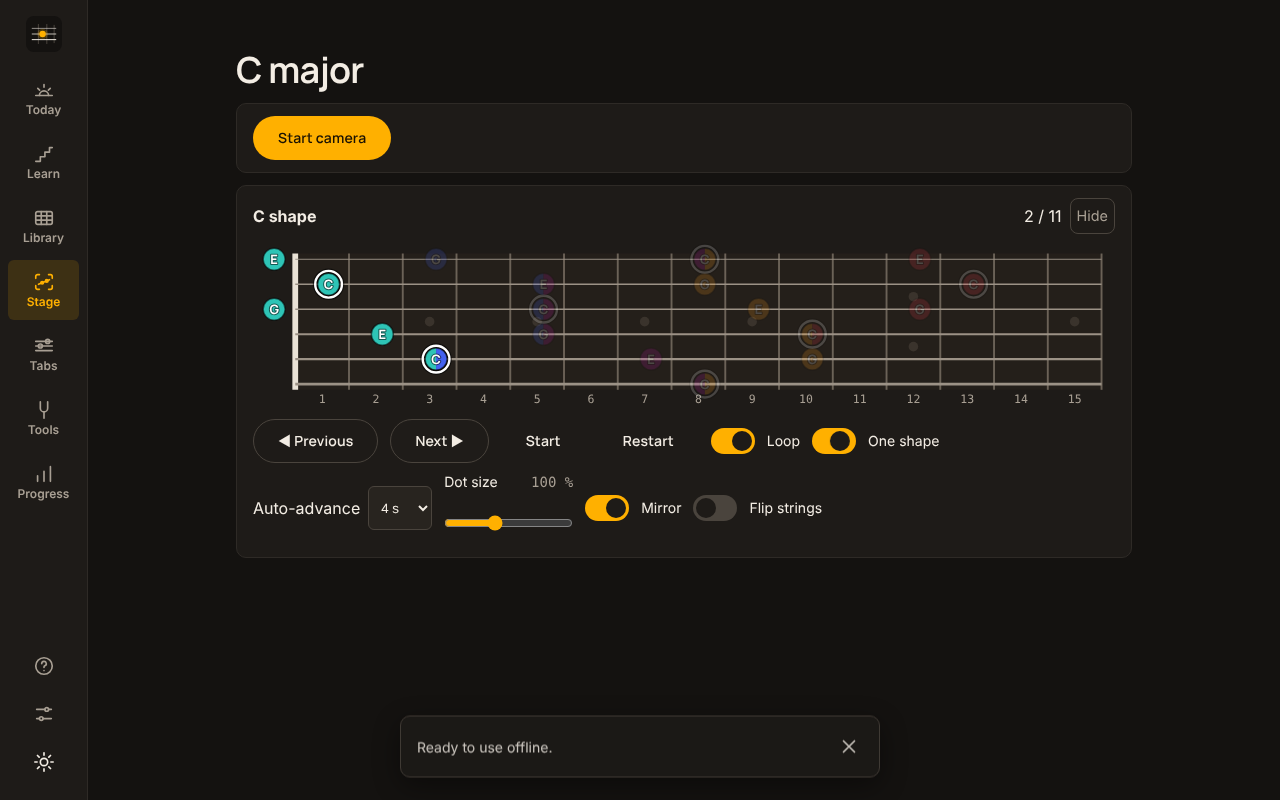 C major
Today
Start camera
Learn
C shape
2 / 11
Hide
Library
E G C E
C E G C
G C E G
E G C
C E G
C
Stage
1 2 3 4 5 6 7 8 9 10 11 12 13 14 15
Tabs
◀ Previous
Next ▶
Start
Restart
Loop
One shape
Tools
Auto-advance
4 s
Dot size
100 %
Mirror
Flip strings
Progress
Ready to use offline.